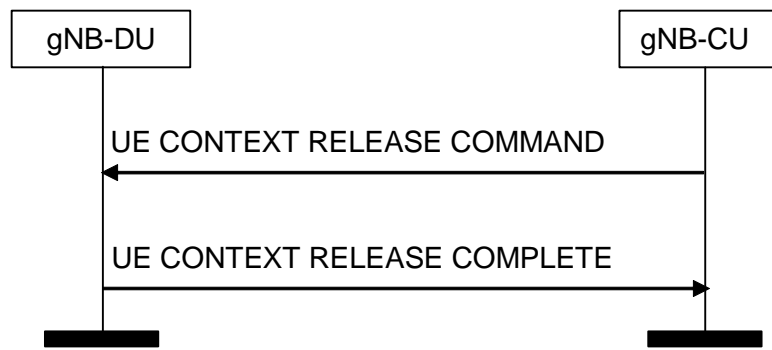 gNB-DU
gNB-CU
UE CONTEXT RELEASE COMMAND
UE CONTEXT RELEASE COMPLETE